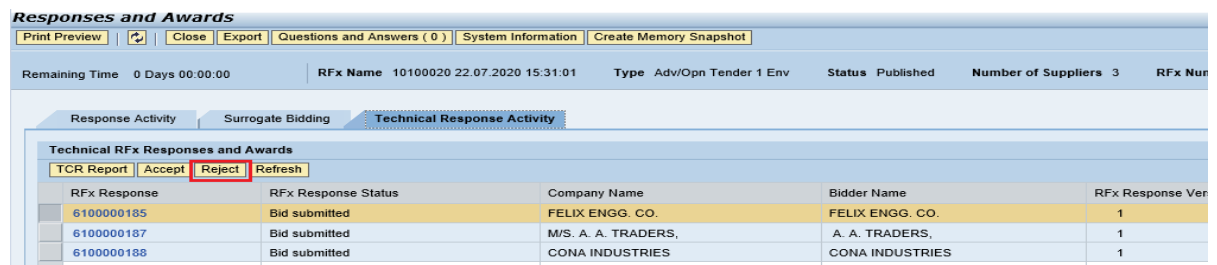 Responses and Awards
Print Preview | | Close Export Questions and Answers ( 0 ) System Information Create Memory Snapshot
Remaining Time 0 Days 00:00:00 RFx Name 10100020 22.07.2020 15:31:01 Type Adv/Opn Tender 1 Env Status Published Number of Suppliers 3 RFx Num
Response Activity Surrogate Bidding Technical Response Activity
Technical RFx Responses and Awards
TCR Report Accept Reject Refresh
RFx Response RFx Response Status Company Name Bidder Name RFx Response Ver
6100000185 Bid submitted FELIX ENGG. CO. FELIX ENGG. CO. 1
6100000187 Bid submitted M/S. A. A. TRADERS, A. A. TRADERS, 1
6100000188 Bid submitted CONA INDUSTRIES CONA INDUSTRIES 1